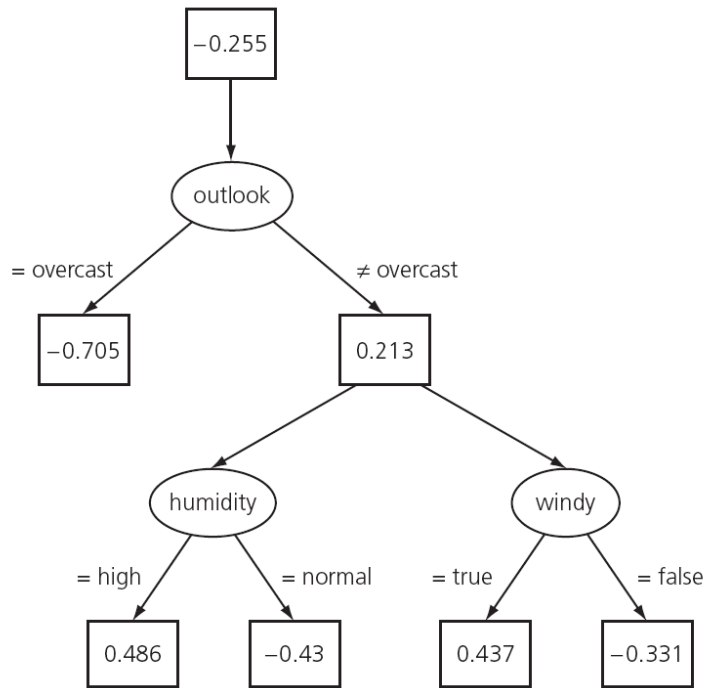 −0.255
outlook
= overcast
≠ overcast
−0.705
0.213
humidity
windy
= high
= normal
= true
= false
0.486
−0.43
0.437
−0.331